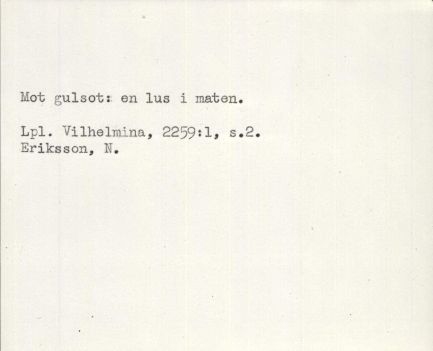 Mot gulsot: en lus i maten.
Lpl. Vilhelmina, 2259:1, s.2.
Eriksson, N.